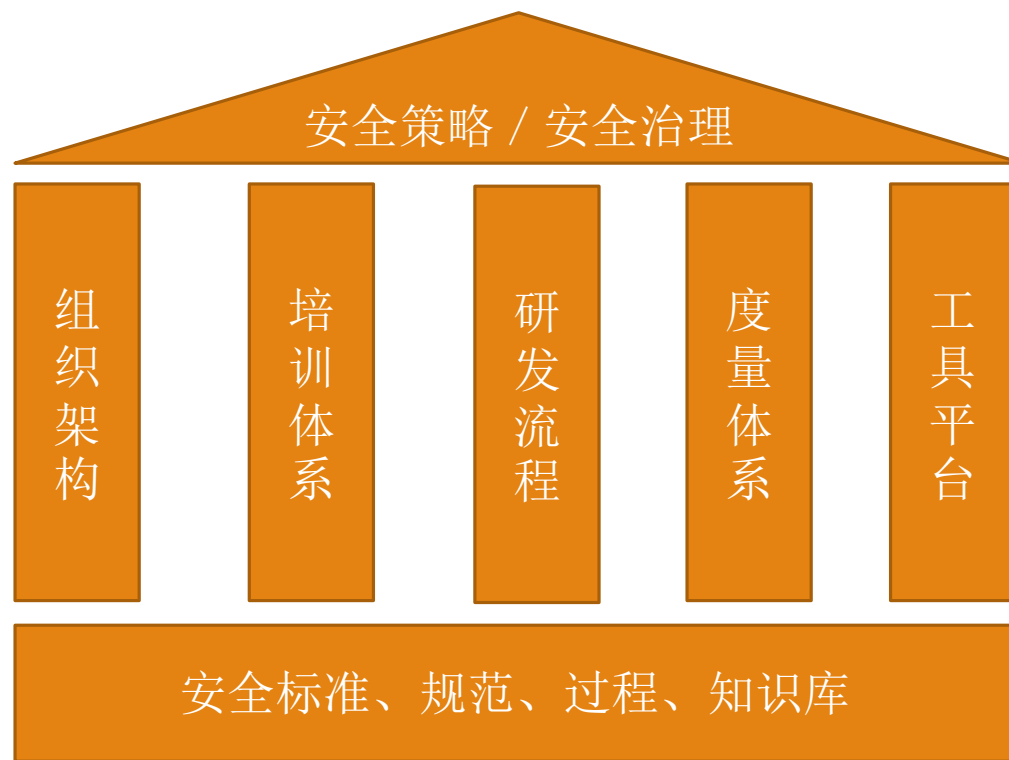 安全策略 / 安全治理
组织架构
培训体系
研发流程
度量体系
工具平台
安全标准、规范、过程、知识库